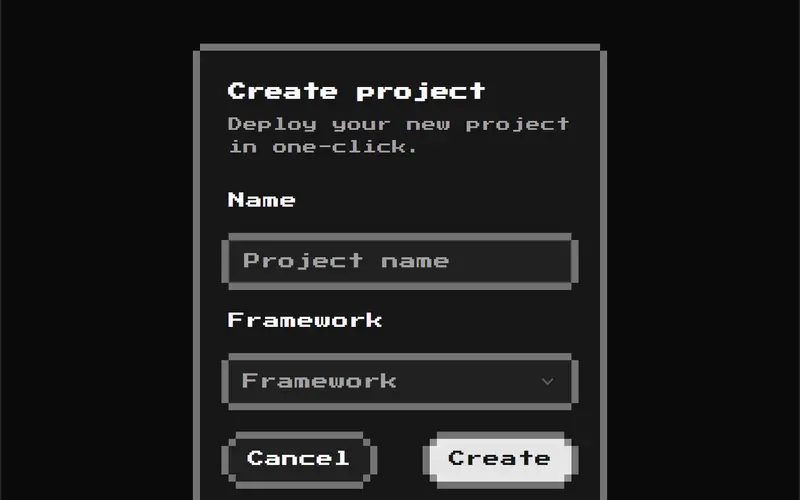 Create project
Deploy your new project
in one-click.
Name
Project name
Framework
Framework
Cancel
Create